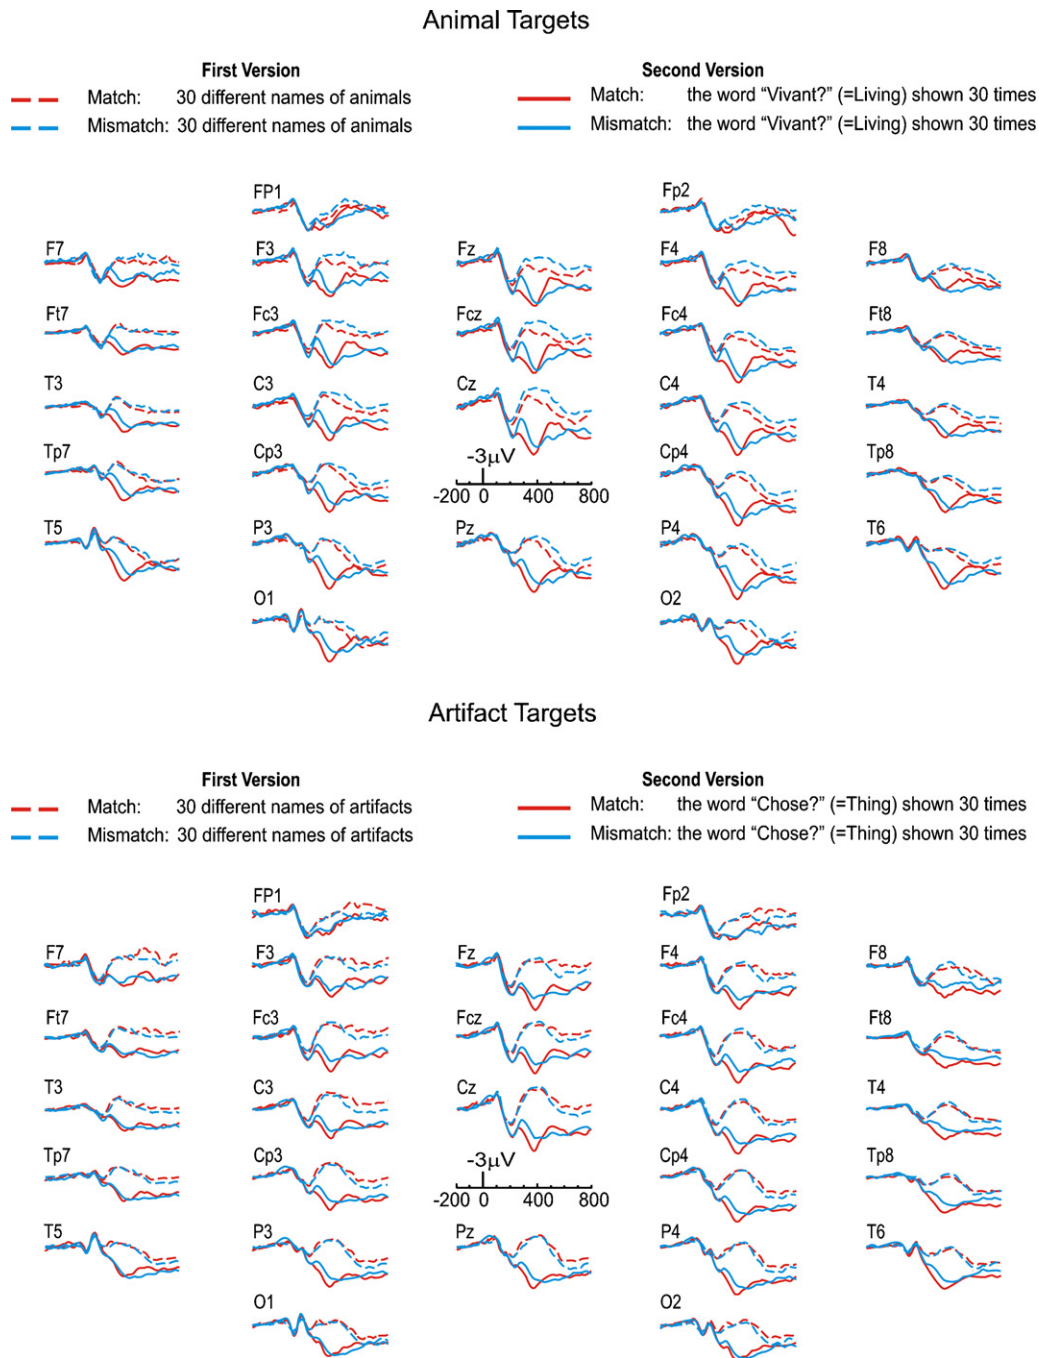 Animal Targets
First Version
Second Version
Match: 30 different names of animals
Match: the word “Vivant?” (=Living) shown 30 times
Mismatch: 30 different names of animals
Mismatch: the word “Vivant?” (=Living) shown 30 times
FP1
Fp2
F7
F3
Fz
F4
F8
Ft7
Fc3
Fcz
Fc4
Ft8
T3
C3
Cz
C4
T4
Tp7
Cp3
-3µV
Cp4
Tp8
-200 0 400 800
T5
P3
Pz
P4
T6
O1
O2
Artifact Targets
First Version
Second Version
Match: 30 different names of artifacts
Match: the word “Chose?” (=Thing) shown 30 times
Mismatch: 30 different names of artifacts
Mismatch: the word “Chose?” (=Thing) shown 30 times
FP1
Fp2
F7
F3
Fz
F4
F8
Ft7
Fc3
Fcz
Fc4
Ft8
T3
C3
Cz
C4
T4
Tp7
Cp3
-3µV
Cp4
Tp8
-200 0 400 800
T5
P3
Pz
P4
T6
O1
O2